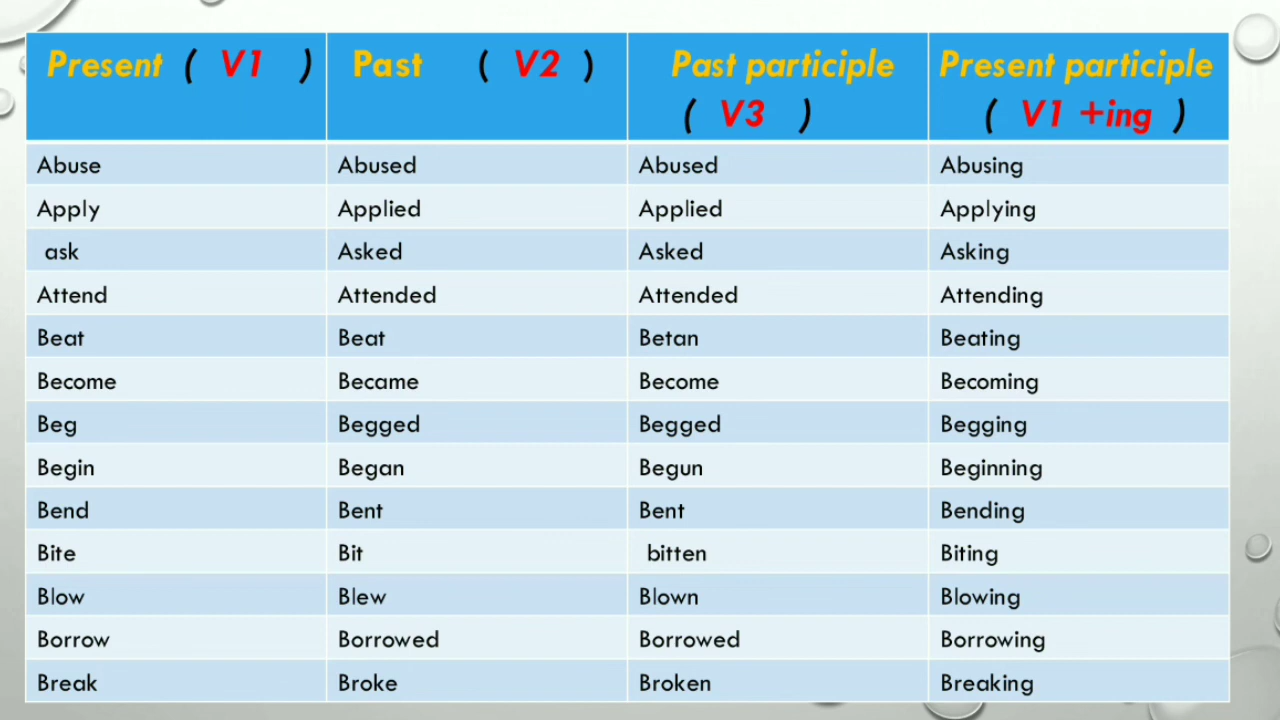 Present ( V1 ) Past ( V2 ) Past participle Present participle
( V3 ) ( V1 +ing )
Abuse Abused Abused Abusing
Apply Applied Applied Applying
ask Asked Asked Asking
Attend Attended Attended Attending
Beat Beat Betan Beating
Become Became Become Becoming
Beg Begged Begged Begging
Begin Began Begun Beginning
Bend Bent Bent Bending
Bite Bit bitten Biting
Blow Blew Blown Blowing
Borrow Borrowed Borrowed Borrowing
Break Broke Broken Breaking